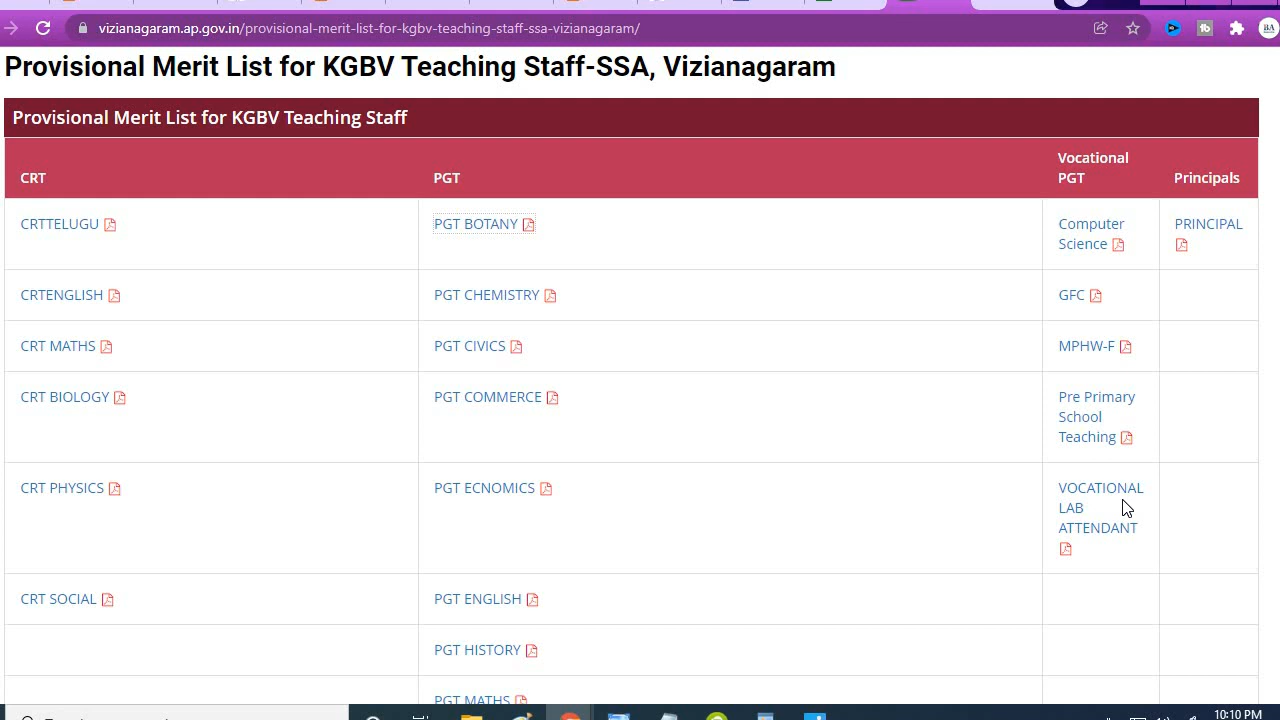 vizianagaram.ap.gov.in/provisional-merit-list-for-kgbv-teaching-staff-ssa-vizianagaram/
Provisional Merit List for KGBV Teaching Staff-SSA, Vizianagaram
Provisional Merit List for KGBV Teaching Staff
CRT PGT Vocational PGT Principals
CRTTELUGU PGT BOTANY Computer Science PRINCIPAL
CRTENGLISH PGT CHEMISTRY GFC
CRT MATHS PGT CIVICS MPHW-F
CRT BIOLOGY PGT COMMERCE Pre Primary School Teaching
CRT PHYSICS PGT ECNOMICS VOCATIONAL LAB ATTENDANT
CRT SOCIAL PGT ENGLISH
PGT HISTORY
PGT MATHS
10:10 PM